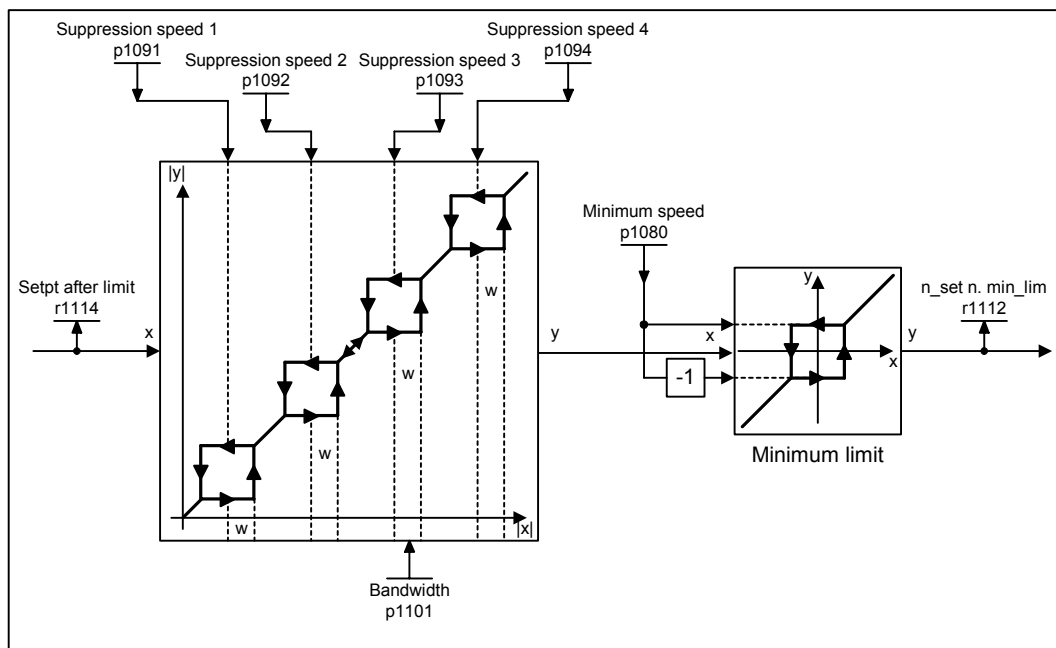 Suppression speed 1
p1091
Suppression speed 2
p1092
Suppression speed 3
p1093
Suppression speed 4
p1094
|y|
Setpt after limit
r1114
x
w
w
w
w
|x|
Bandwidth
p1101
y
Minimum speed
p1080
x
-1
y
x
Minimum limit
y
n_set n. min_lim
r1112